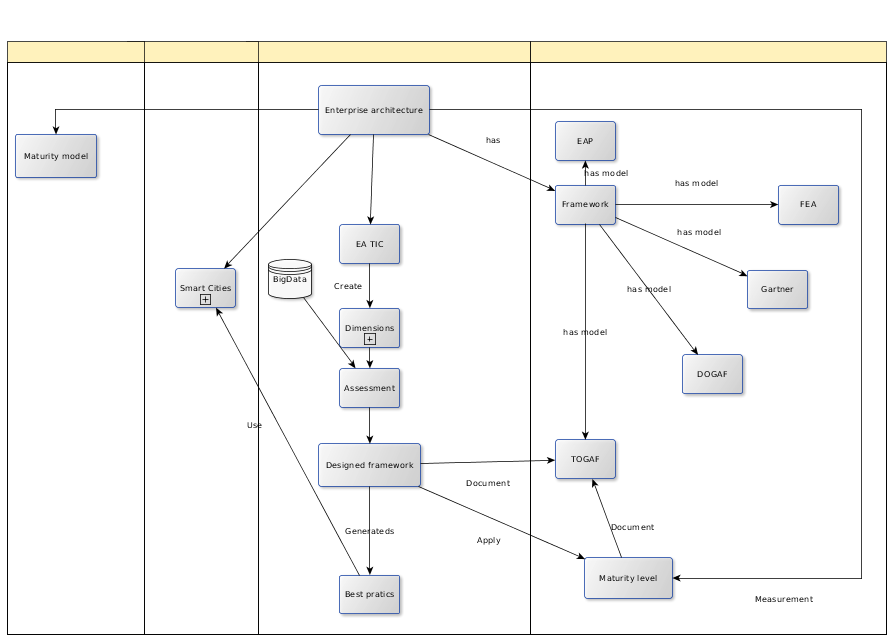 Enterprise architecture
has
EAP
Maturity model
has model
has model
Framework
FEA
has model
EA TIC
BigData
Smart Cities
Create
has model
Gartner
Dimensions
has model
DOGAF
Assessment
Use
Designed framework
TOGAF
Document
Generateds
Document
Apply
Maturity level
Best pratics
Measurement